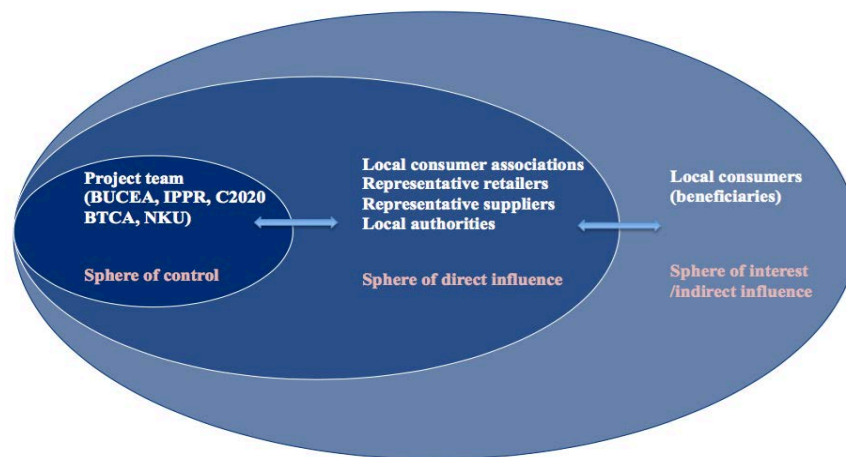 Project team
(BUCEA, IPPR, C2020
BTCA, NKU)
Sphere of control
Local consumer associations
Representative retailers
Representative suppliers
Local authorities
Sphere of direct influence
Local consumers
(beneficiaries)
Sphere of interest
/indirect influence